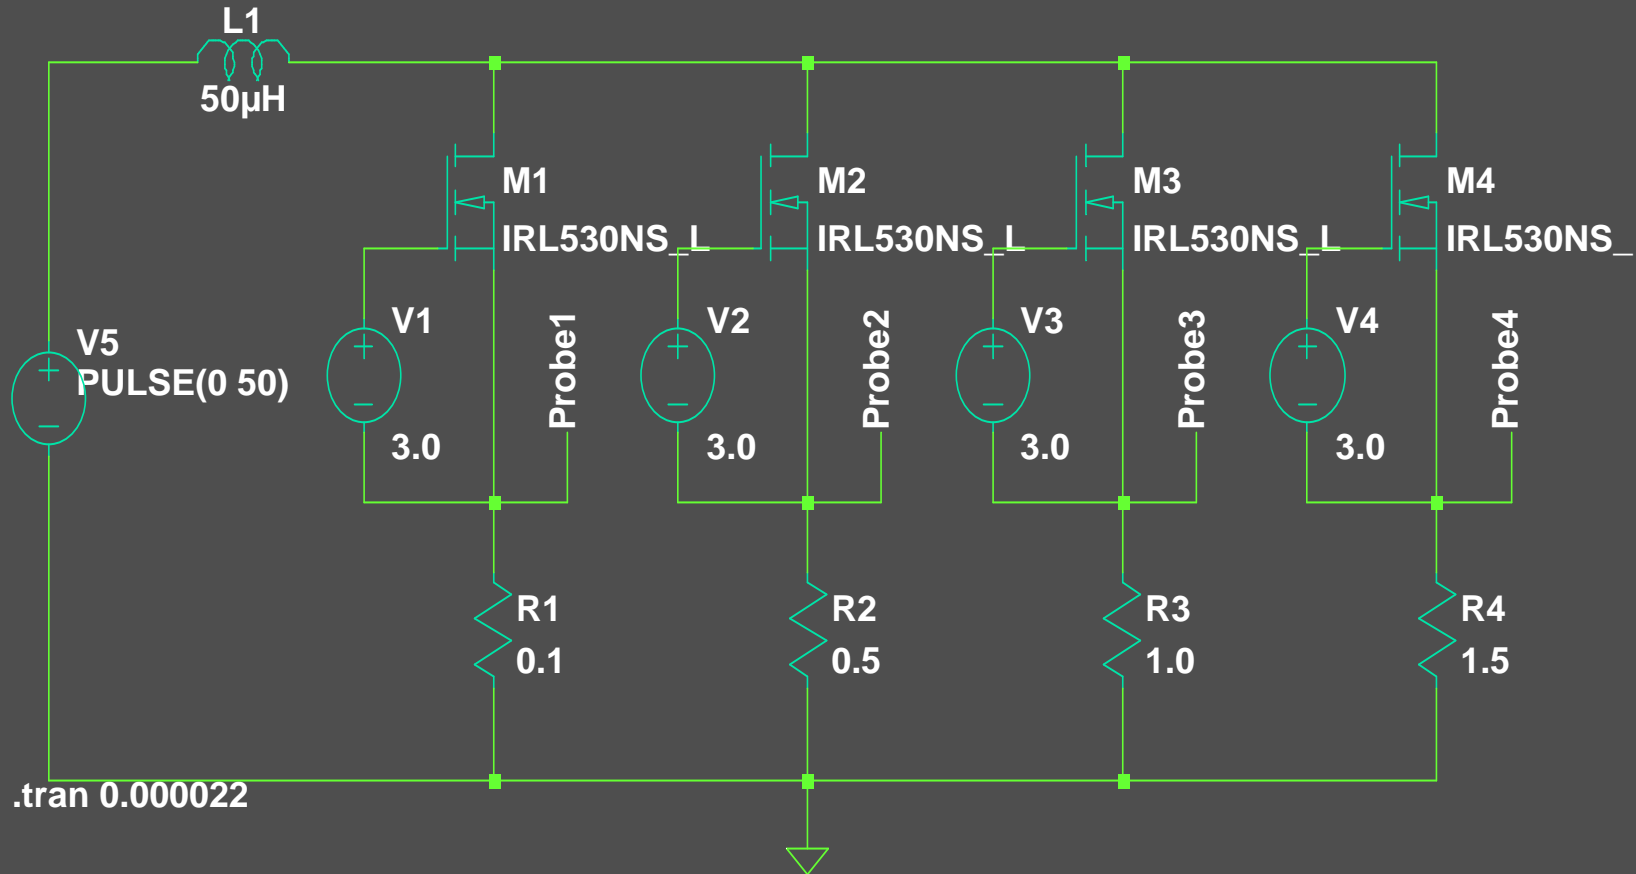 L1
50µH
M1
IRL530NS_L
M2
IRL530NS_L
M3
IRL530NS_L
M4
IRL530NS_
V5
PULSE(0 50)
V1
3.0
Probe1
V2
3.0
Probe2
V3
3.0
Probe3
V4
3.0
Probe4
R1
0.1
R2
0.5
R3
1.0
R4
1.5
.tran 0.000022